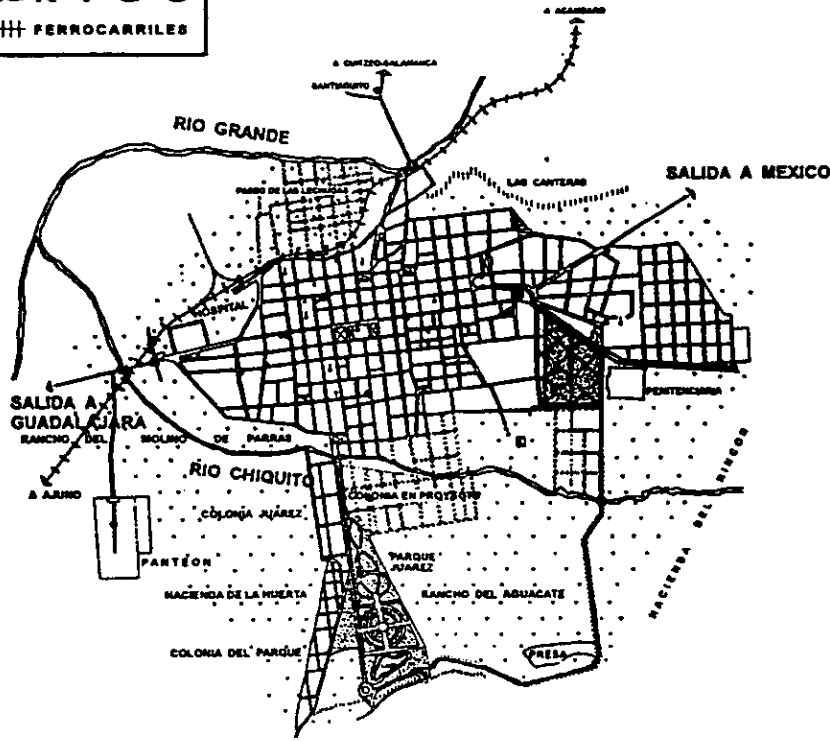 FERROCARRILES
A ACAMBARO
A CUITZEO-SALAMANCA
SANTIAGUITO
RIO GRANDE
PASEO DE LAS LECHUGAS
LAS CANTERAS
SALIDA A MEXICO
HOSPITAL
SALIDA A
GUADALAJARA
RANCHO DEL MOLINO DE PARRAS
PENITENCIARIA
RIO CHIQUITO
A AJUNO
COLONIA EN PROYECTO
COLONIA JUÁREZ
PANTEÓN
PARQUE
JUAREZ
HACIENDA DE LA HUERTA
RANCHO DEL AGUACATE
HACIENDA DEL RINCON
COLONIA DEL PARQUE
PRESA